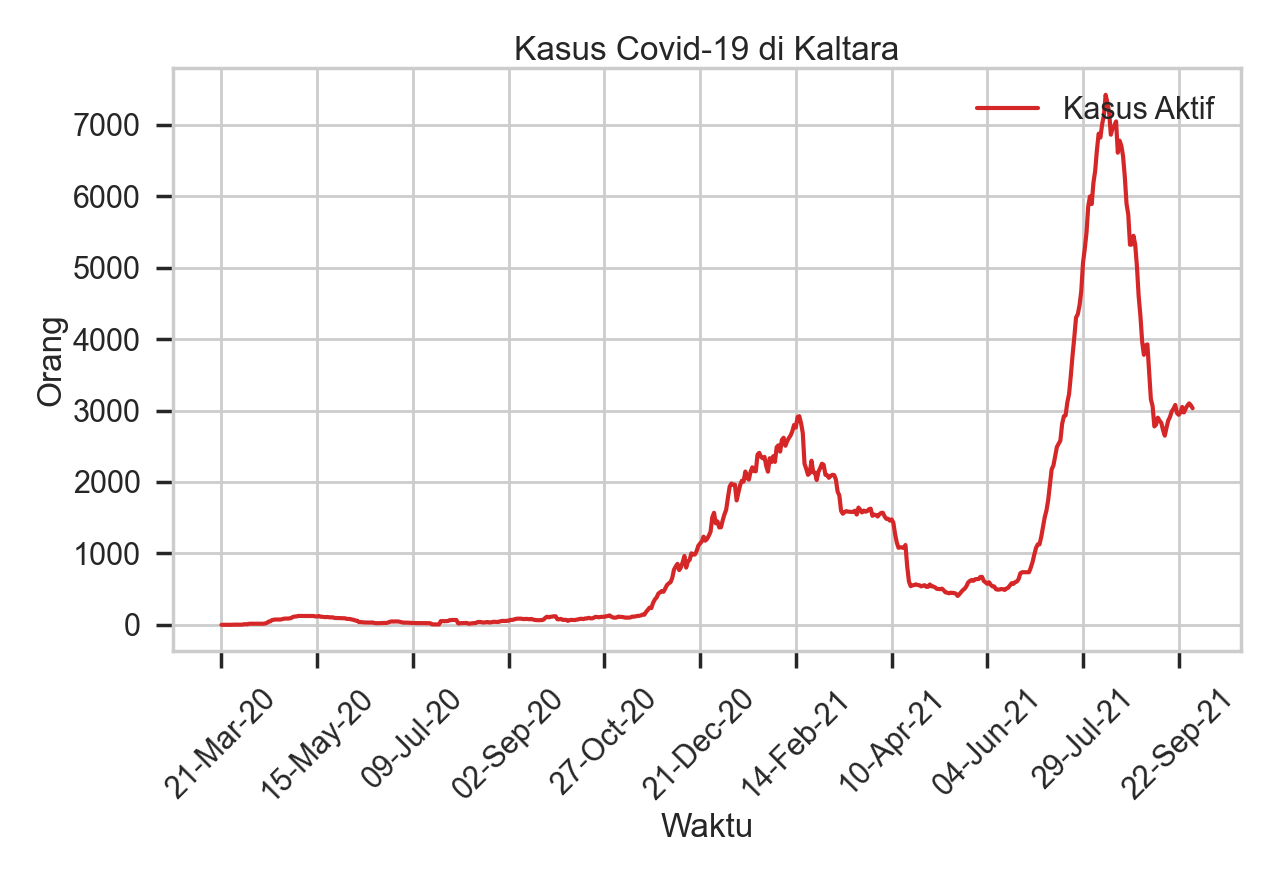 Kasus Covid-19 di Kaltara
Kasus Aktif
Orang
7000
6000
5000
4000
3000
2000
1000
0
21-Mar-20
15-May-20
09-Jul-20
02-Sep-20
27-Oct-20
21-Dec-20
14-Feb-21
10-Apr-21
04-Jun-21
29-Jul-21
22-Sep-21
Waktu